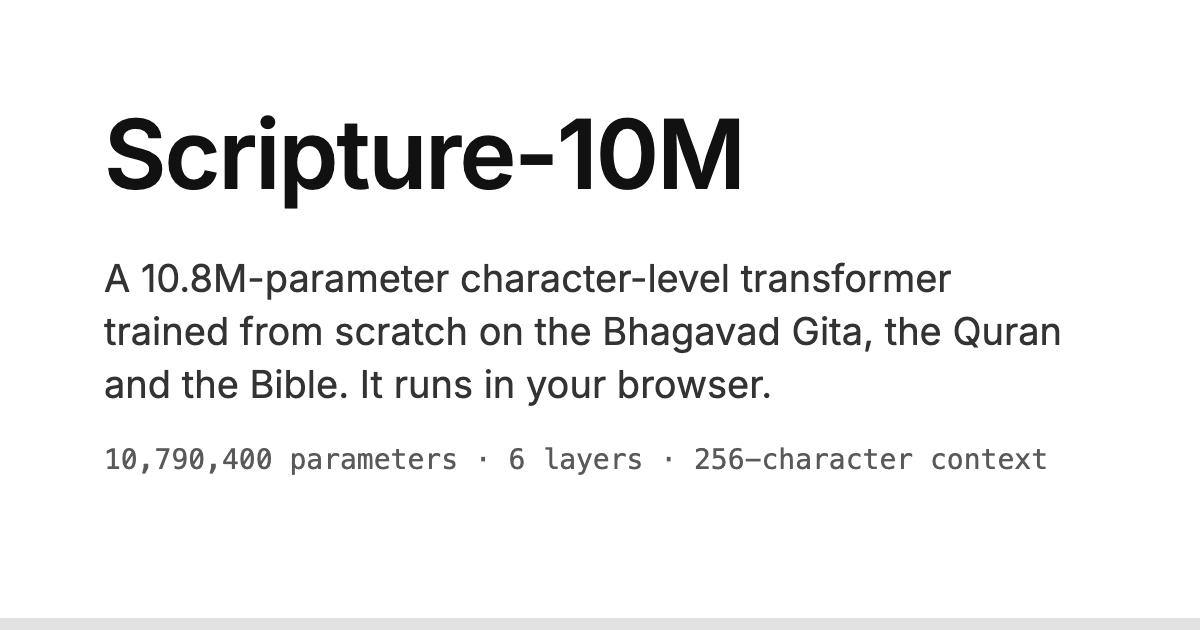 Scripture-10M
A 10.8M-parameter character-level transformer
trained from scratch on the Bhagavad Gita, the Quran
and the Bible. It runs in your browser.
10,790,400 parameters · 6 layers · 256-character context